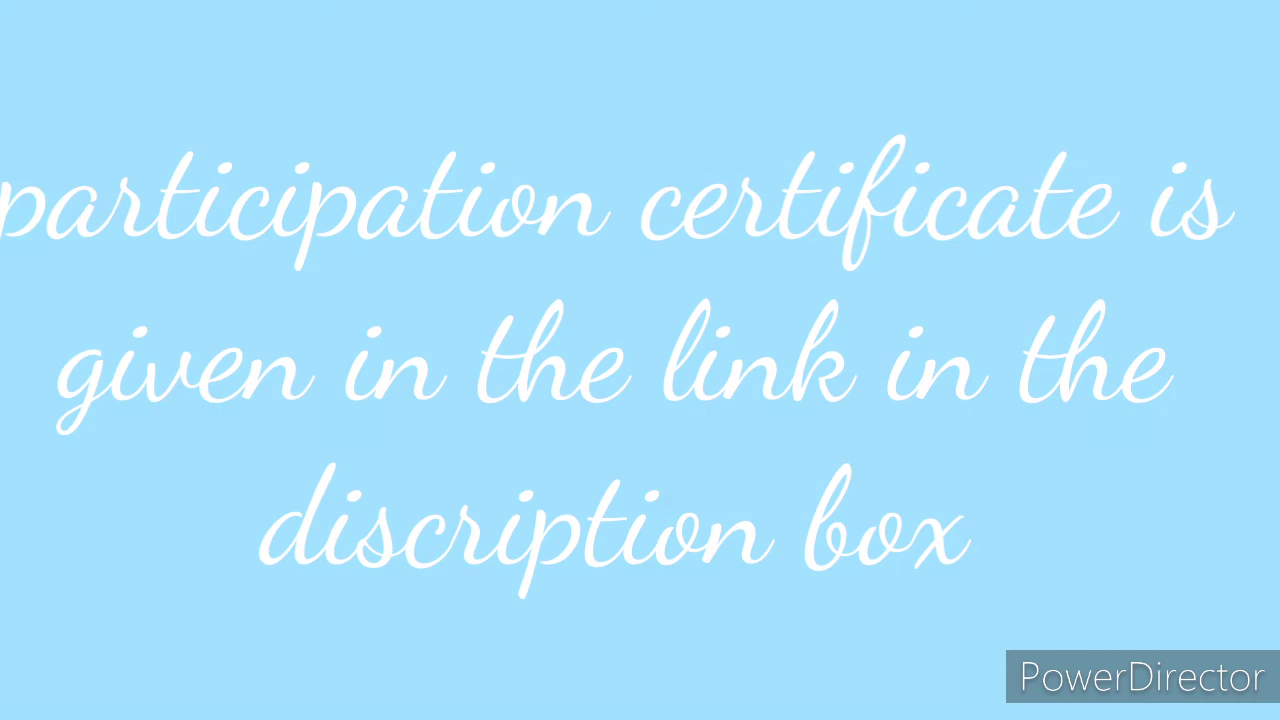 participation certificate is
given in the link in the
discription box
PowerDirector